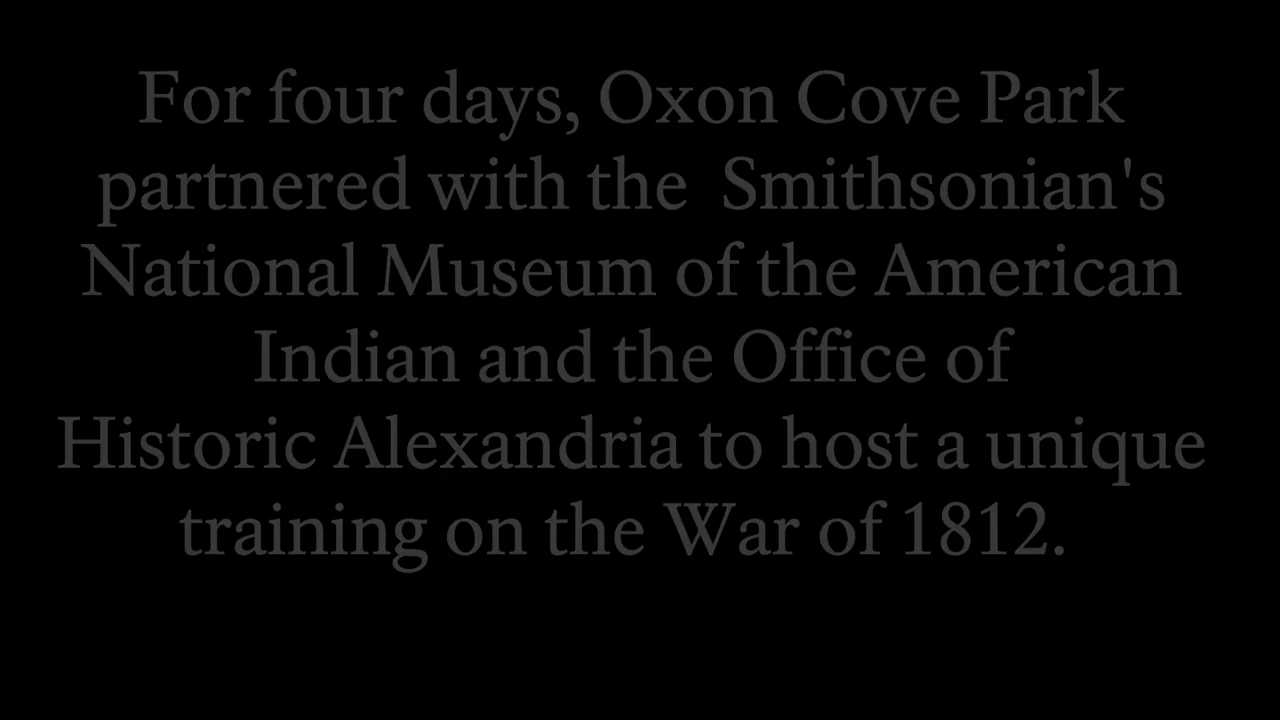 For four days, Oxon Cove Park
partnered with the  Smithsonian's
National Museum of the American
Indian and the Office of
Historic Alexandria to host a unique
training on the War of 1812.